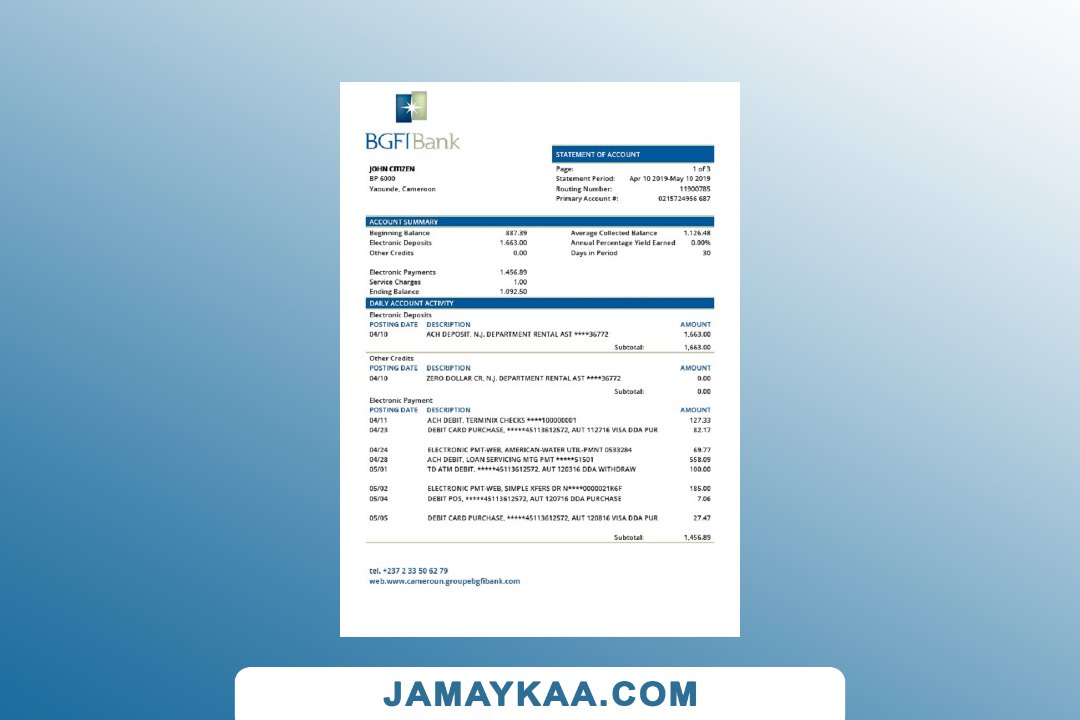 BGFIBank
STATEMENT OF ACCOUNT
JOHN CITIZEN
BP 6000
Yaounde, Cameroon
Page: 1 of 3
Statement Period: Apr 10 2019-May 10 2019
Routing Number: 11900785
Primary Account #: 0215724956 687
ACCOUNT SUMMARY
Beginning Balance 887.39 Average Collected Balance 1.126.48
Electronic Deposits 1.663.00 Annual Percentage Yield Earned 0.00%
Other Credits 0.00 Days in Period 30
Electronic Payments 1.456.89
Service Charges 1.00
Ending Balance 1.092.50
DAILY ACCOUNT ACTIVITY
Electronic Deposits
POSTING DATE DESCRIPTION AMOUNT
04/10 ACH DEPOSIT, N.J. DEPARTMENT RENTAL AST ****36772 1,663.00
Subtotal: 1,663.00
Other Credits
POSTING DATE DESCRIPTION AMOUNT
04/10 ZERO DOLLAR CR, N.J. DEPARTMENT RENTAL AST ****36772 0.00
Subtotal: 0.00
Electronic Payment
POSTING DATE DESCRIPTION AMOUNT
04/11 ACH DEBIT, TERMINIX CHECKS ****100000001 127.33
04/23 DEBIT CARD PURCHASE, *****45113612572, AUT 112716 VISA DDA PUR 82.17
04/24 ELECTRONIC PMT-WEB, AMERICAN-WATER UTIL-PMNT 0533284 69.77
04/28 ACH DEBIT, LOAN SERVICING MTG PMT *****51501 558.09
05/01 TD ATM DEBIT, *****45113612572, AUT 120316 DDA WITHDRAW 100.00
05/02 ELECTRONIC PMT-WEB, SIMPLE XFERS DR N****0000021K6F 185.00
05/04 DEBIT POS, *****45113612572, AUT 120716 DDA PURCHASE 7.06
05/05 DEBIT CARD PURCHASE, *****45113612572, AUT 120816 VISA DDA PUR 27.47
Subtotal: 1,456.89
tel. +237 2 33 50 62 79
web.www.cameroun.groupebgfibank.com
JAMAYKAA.COM